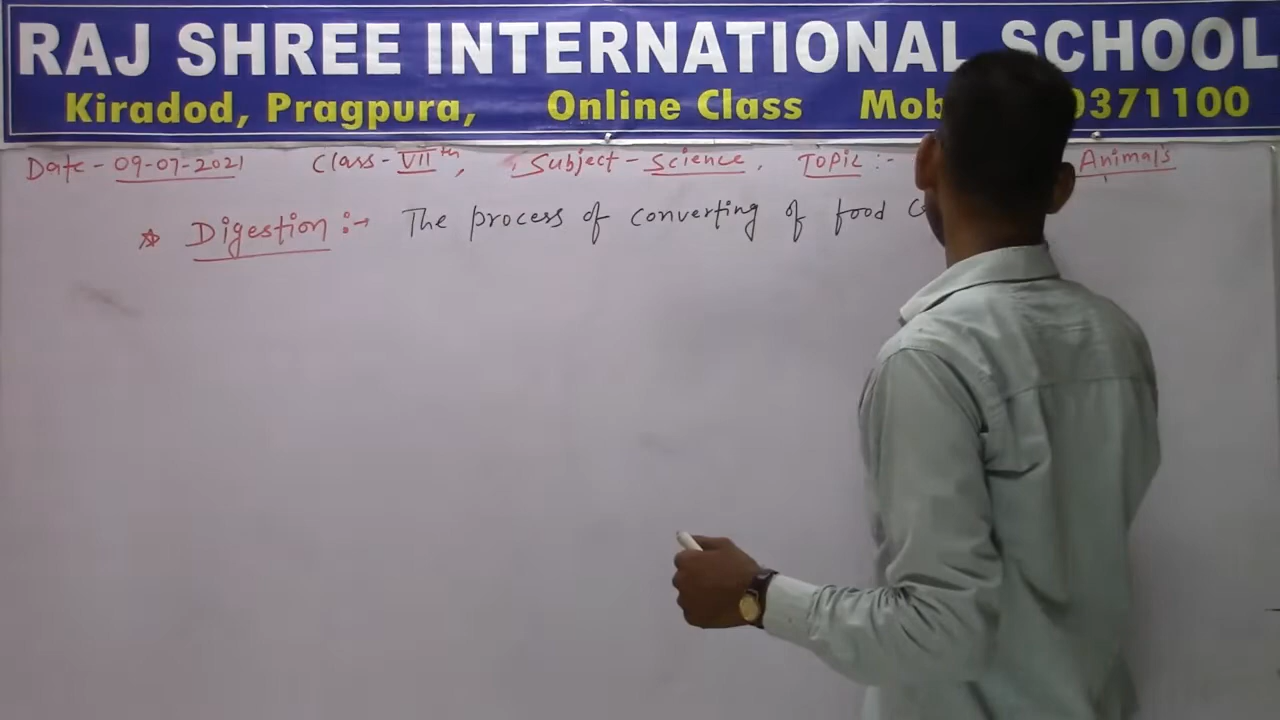 RAJ SHREE INTERNATIONAL SCHOOL
Kiradod, Pragpura, Online Class Mob 0371100
Date - 09-07-2021 Class - VIIth, Subject - Science, Topic :- Animals
* Digestion :→ The process of converting of food